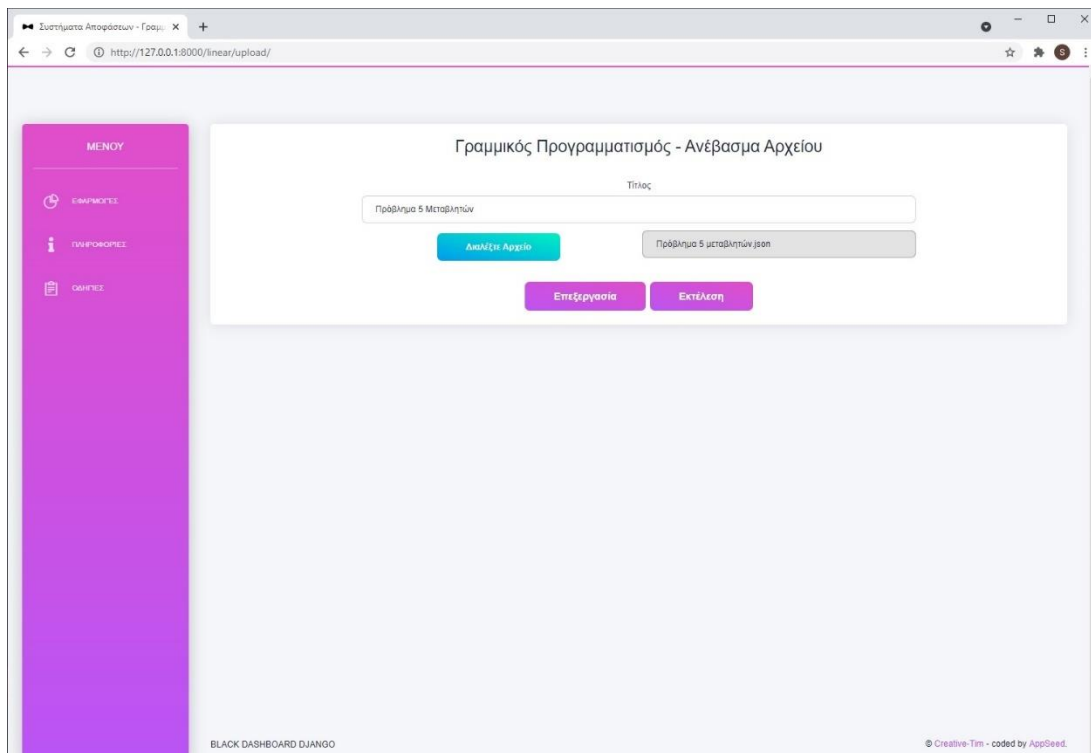 Συστήματα Αποφάσεων - Γραμμ
http://127.0.0.1:8000/linear/upload/
S
ΜΕΝΟΥ
ΕΦΑΡΜΟΓΕΣ
ΠΛΗΡΟΦΟΡΙΕΣ
ΟΔΗΓΙΕΣ
Γραμμικός Προγραμματισμός - Ανέβασμα Αρχείου
Τίτλος
Πρόβλημα 5 Μεταβλητών
Διαλέξτε Αρχείο
Πρόβλημα 5 μεταβλητών.json
Επεξεργασία
Εκτέλεση
BLACK DASHBOARD DJANGO
© Creative-Tim - coded by AppSeed.